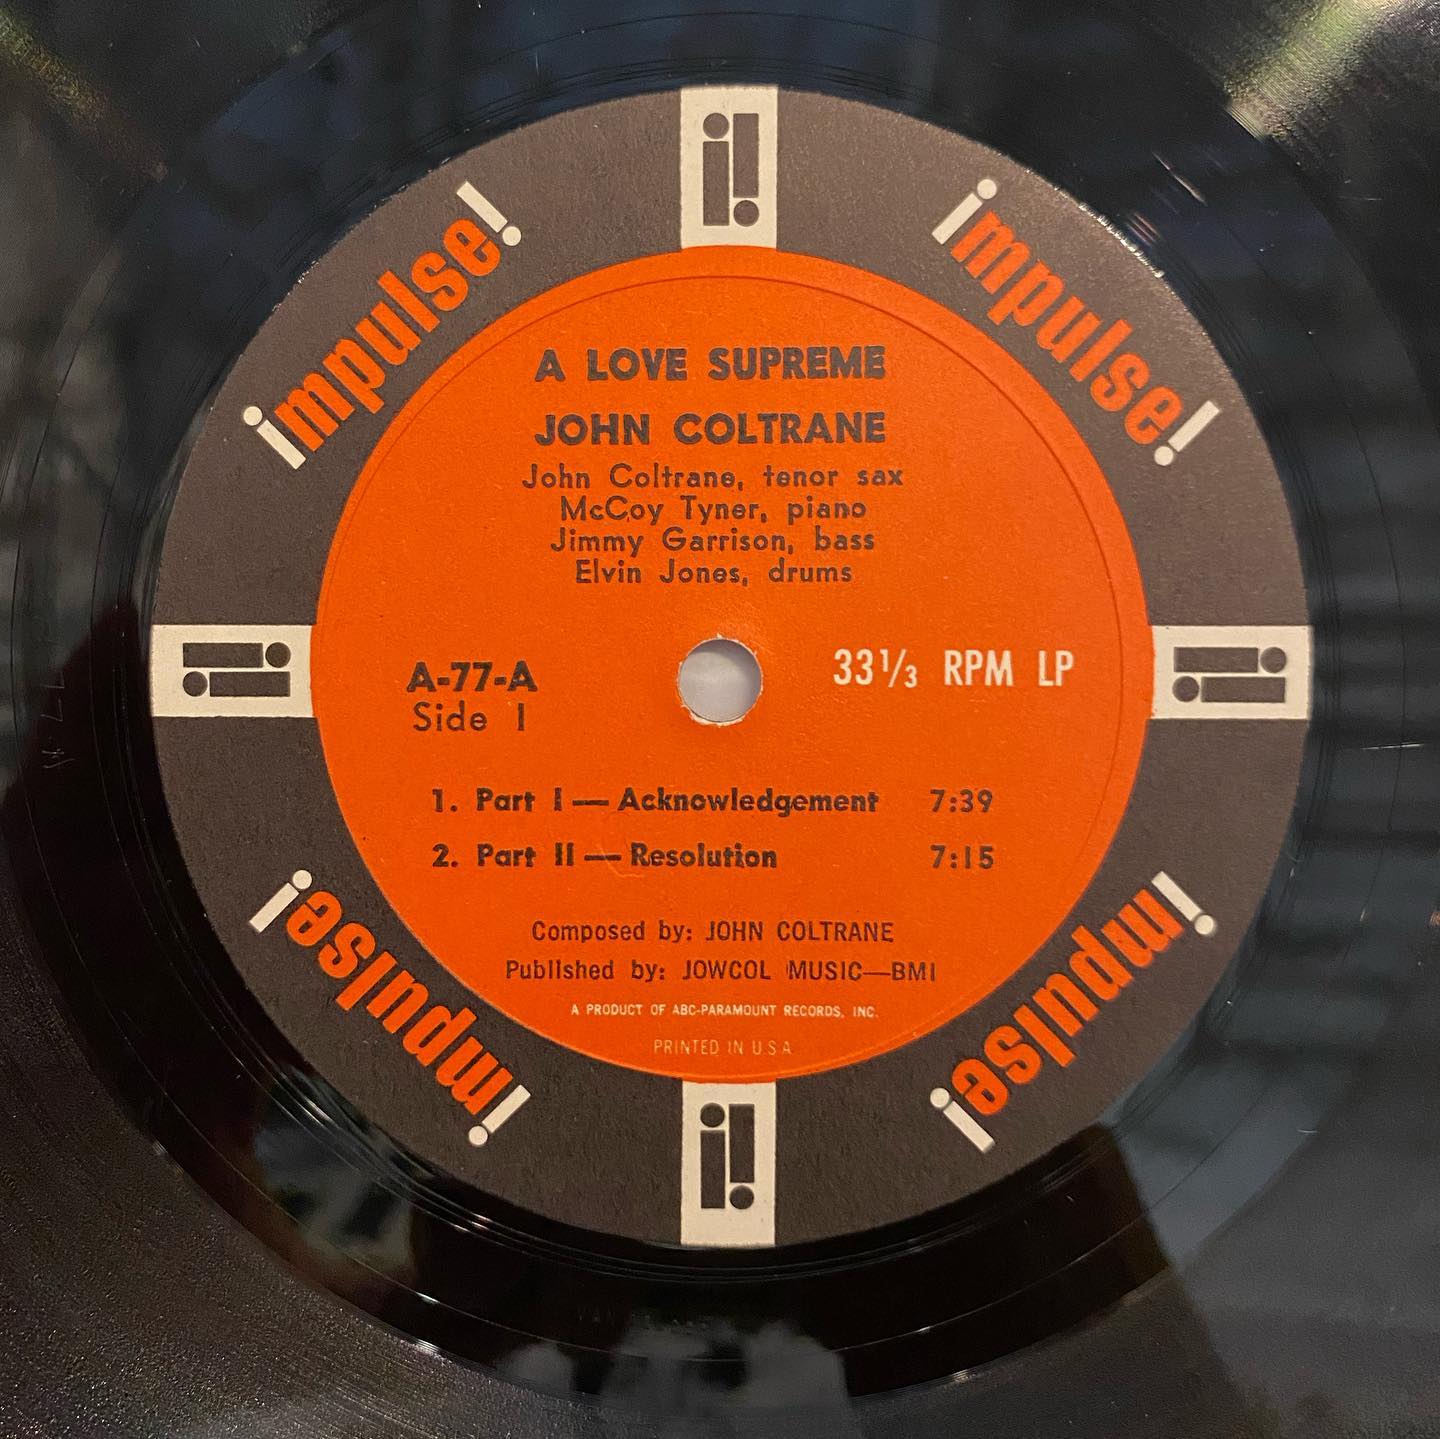 impulse!
impulse!
A LOVE SUPREME
JOHN COLTRANE
John Coltrane, tenor sax
McCoy Tyner, piano
Jimmy Garrison, bass
Elvin Jones, drums
A-77-A
Side 1
33 1/3 RPM LP
1. Part I — Acknowledgement 7:39
2. Part II — Resolution 7:15
Composed by: JOHN COLTRANE
Published by: JOWCOL MUSIC—BMI
A PRODUCT OF ABC-PARAMOUNT RECORDS, INC.
PRINTED IN U.S.A
impulse!
impulse!